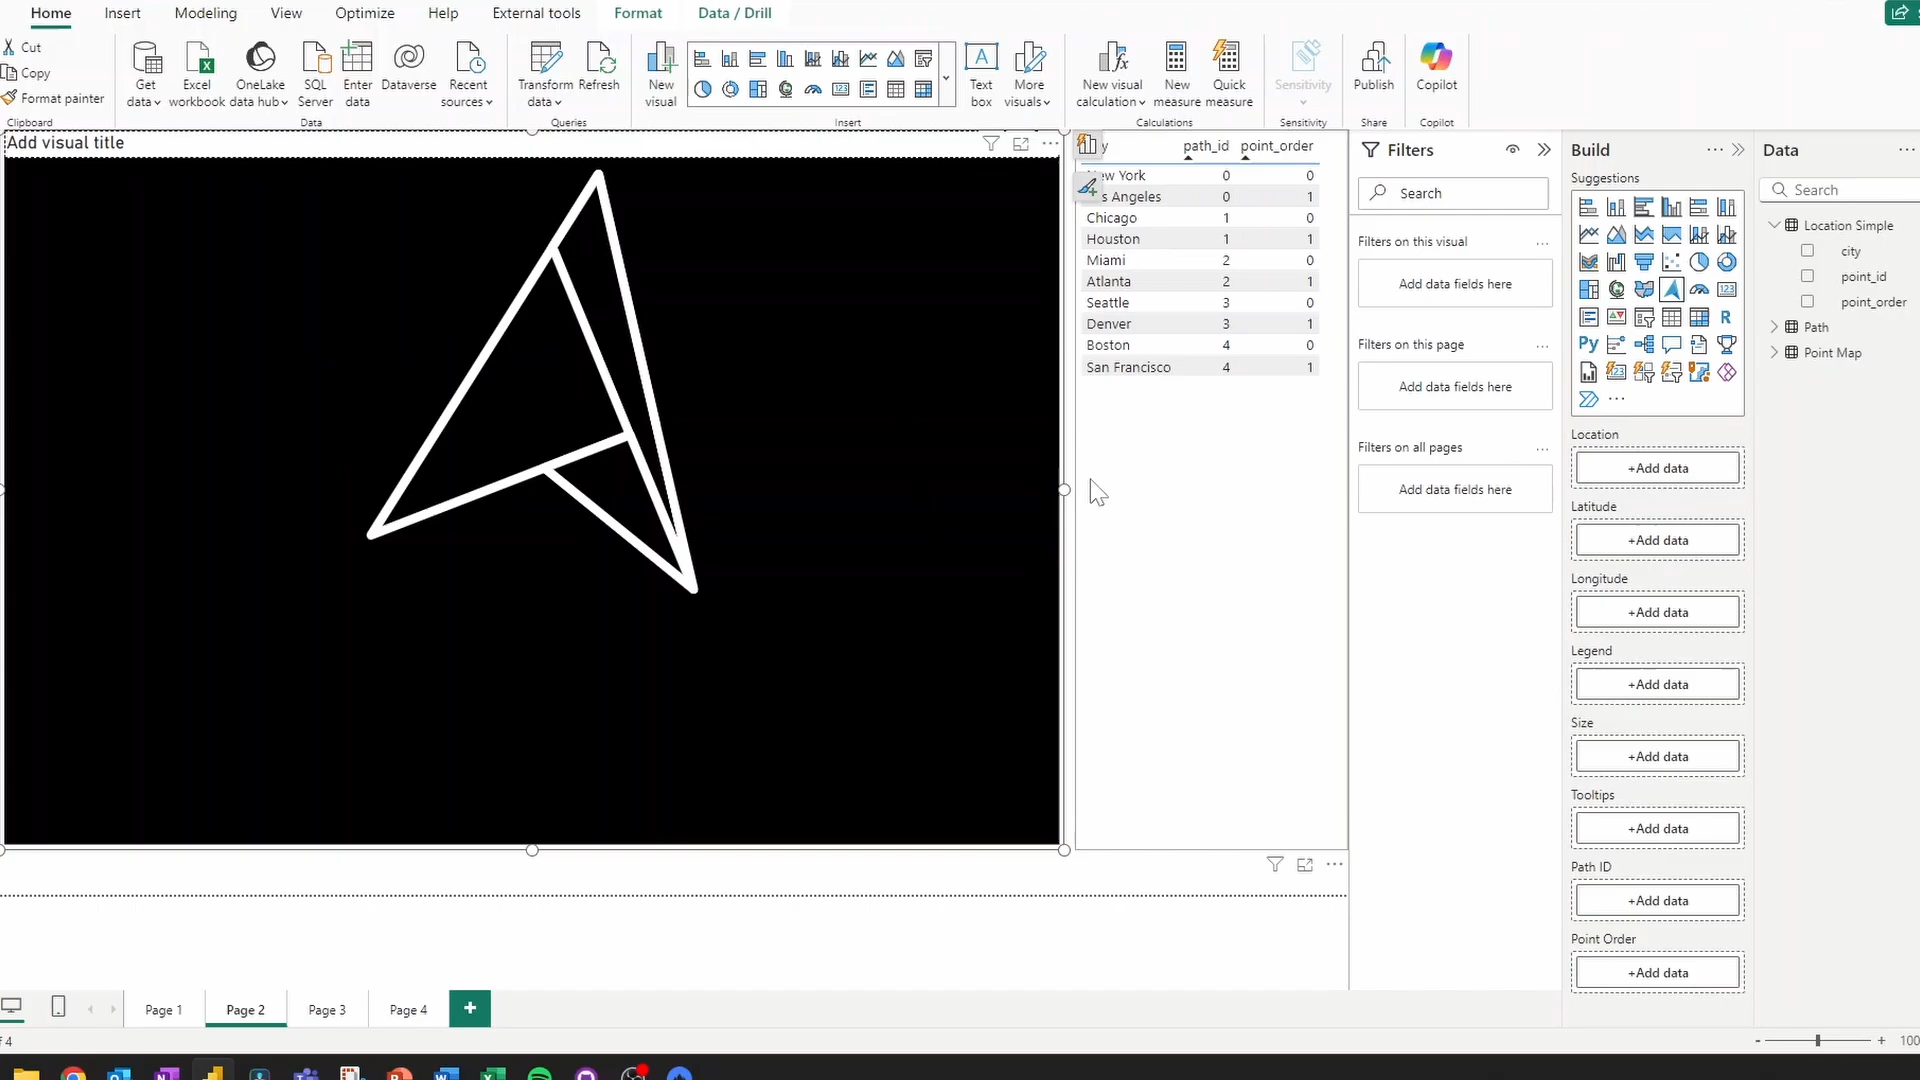 Home Insert Modeling View Optimize Help External tools Format Data / Drill
Cut
Copy
Format painter
Clipboard
Get data
Excel workbook
OneLake data hub
SQL Server
Enter data
Dataverse
Recent sources
Data
Transform data
Refresh
Queries
New visual
Text box
More visuals
Insert
New visual calculation
New measure
Quick measure
Calculations
Sensitivity
Sensitivity
Publish
Share
Copilot
Copilot
Add visual title
y path_id point_order
New York 0 0
s Angeles 0 1
Chicago 1 0
Houston 1 1
Miami 2 0
Atlanta 2 1
Seattle 3 0
Denver 3 1
Boston 4 0
San Francisco 4 1
Filters
Search
Filters on this visual ...
Add data fields here
Filters on this page ...
Add data fields here
Filters on all pages ...
Add data fields here
Build
Suggestions
R
Py
123
Location
+Add data
Latitude
+Add data
Longitude
+Add data
Legend
+Add data
Size
+Add data
Tooltips
+Add data
Path ID
+Add data
Point Order
+Add data
Data
Search
Location Simple
city
point_id
point_order
Path
Point Map
Page 1 Page 2 Page 3 Page 4 +
f 4
- + 100